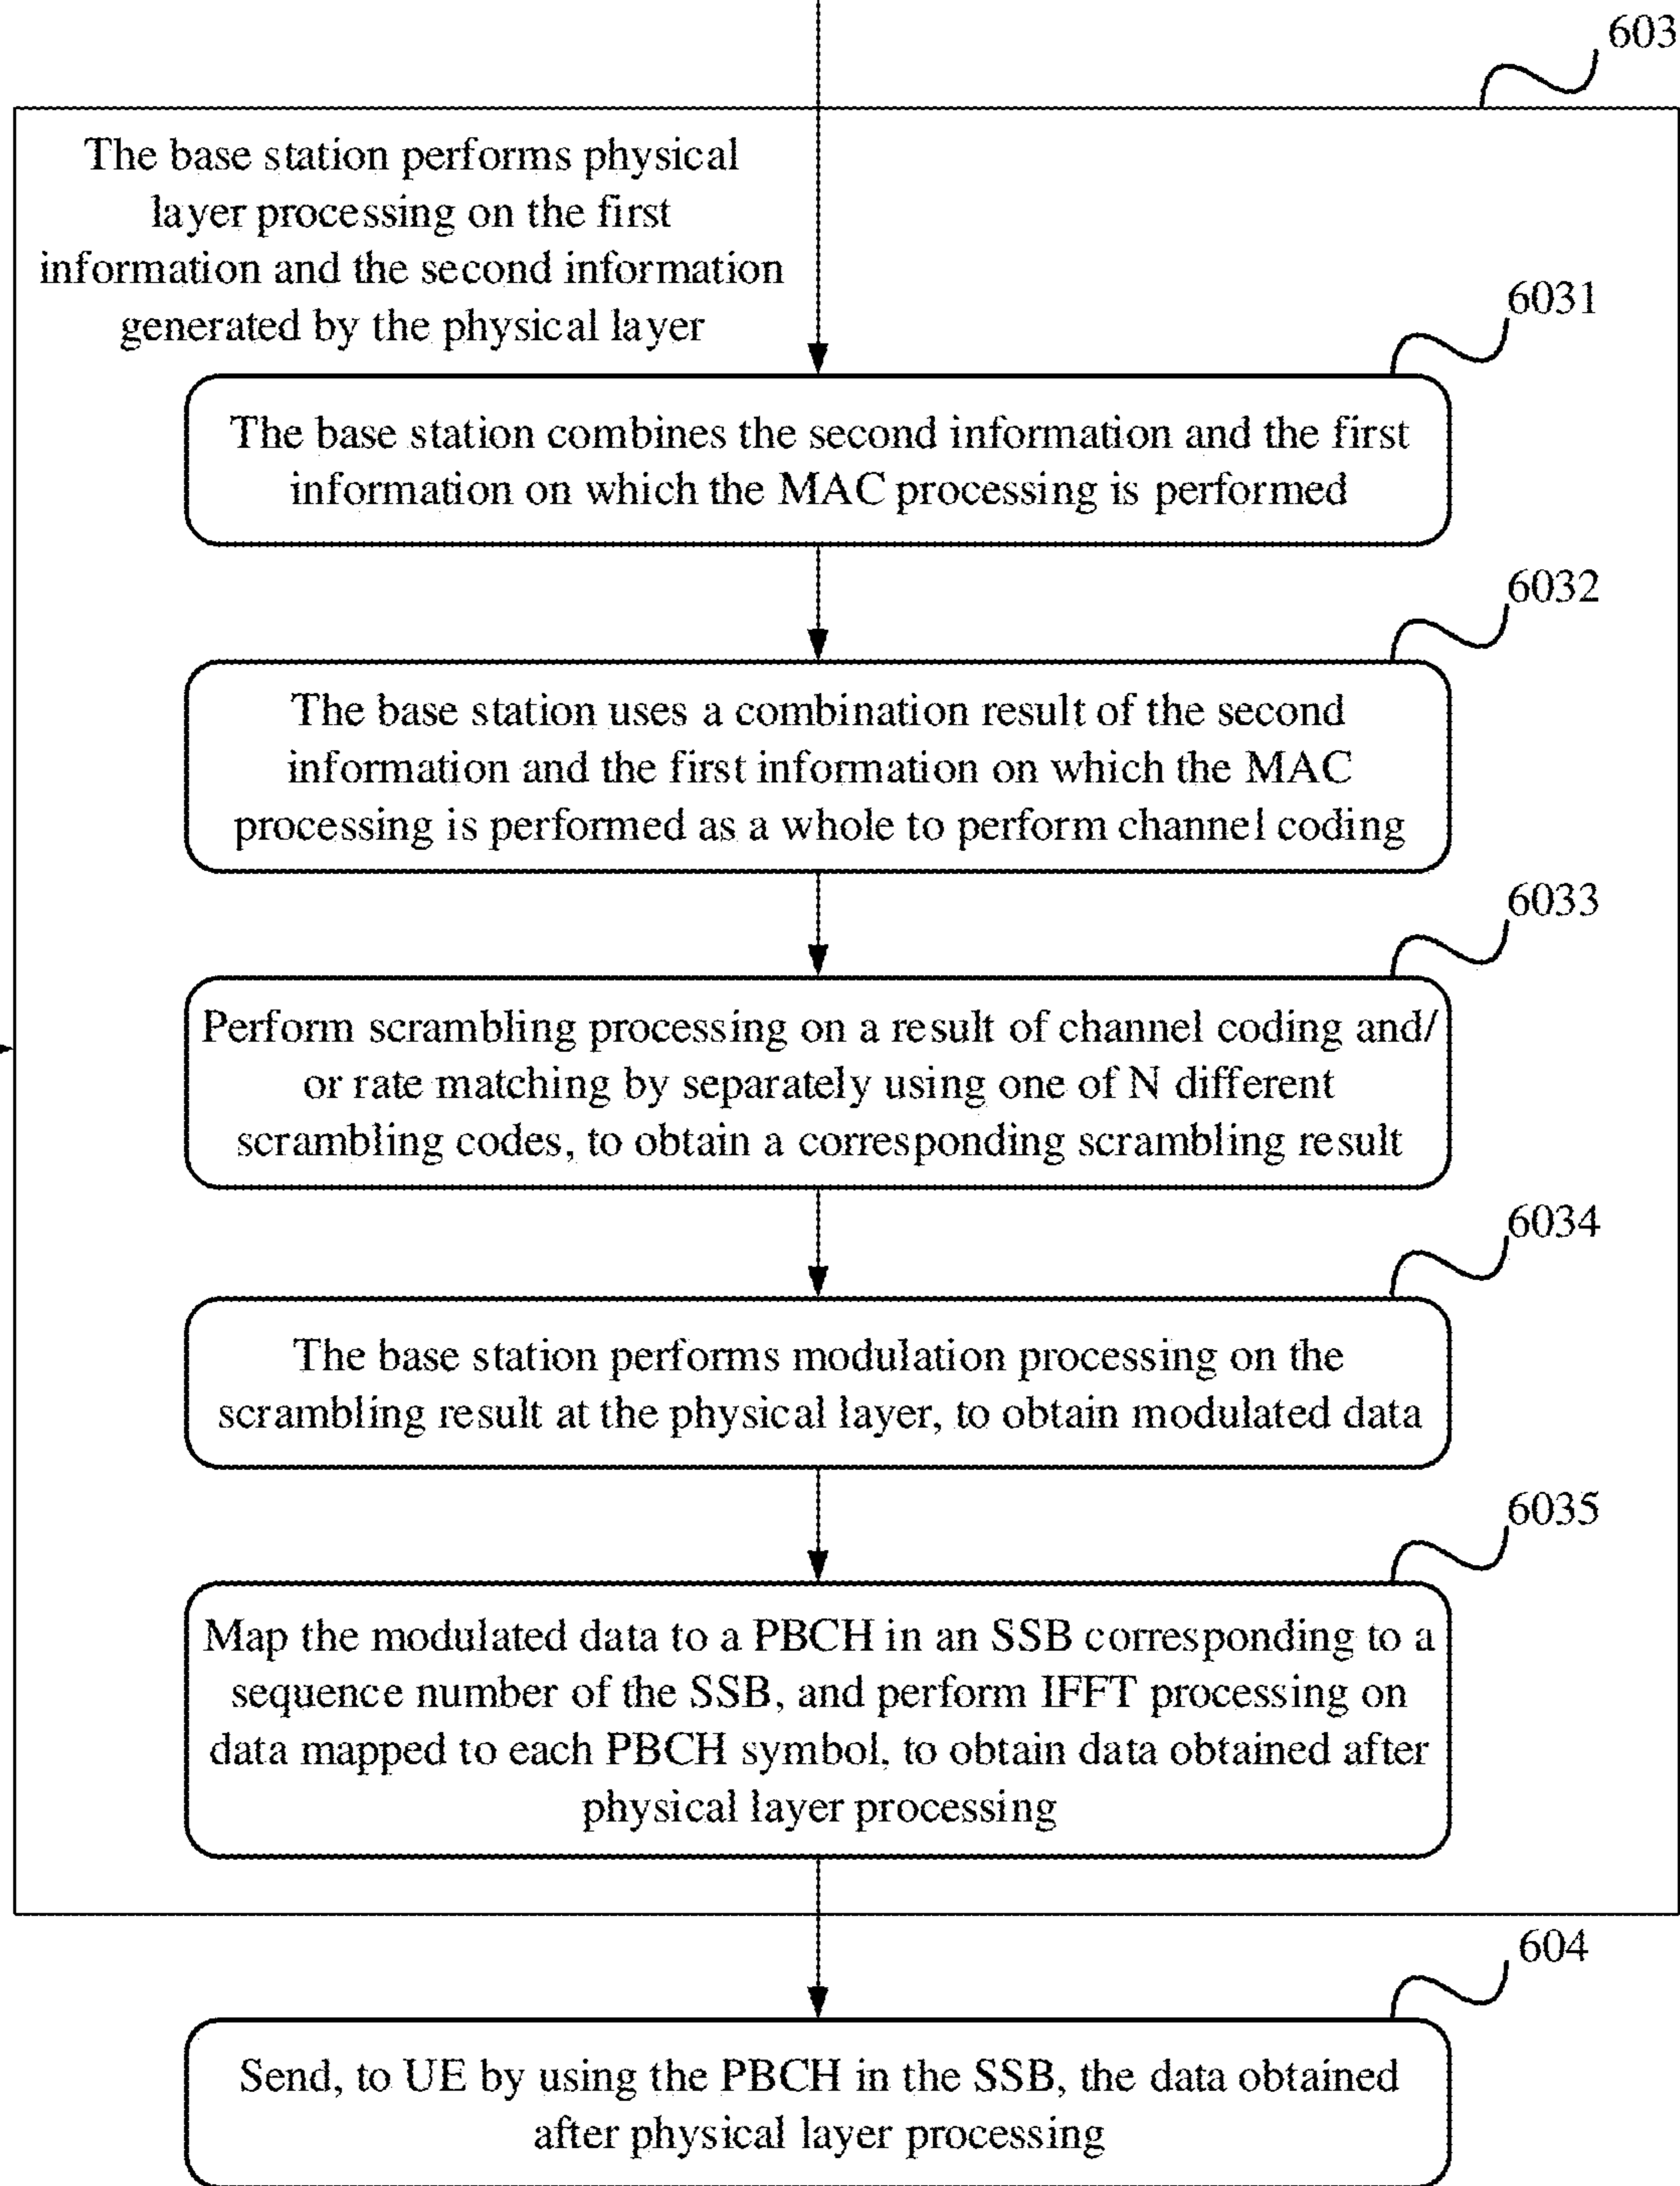 603
The base station performs physical
layer processing on the first
information and the second information
generated by the physical layer
6031
The base station combines the second information and the first
information on which the MAC processing is performed
6032
The base station uses a combination result of the second
information and the first information on which the MAC
processing is performed as a whole to perform channel coding
6033
Perform scrambling processing on a result of channel coding and/
or rate matching by separately using one of N different
scrambling codes, to obtain a corresponding scrambling result
6034
The base station performs modulation processing on the
scrambling result at the physical layer, to obtain modulated data
6035
Map the modulated data to a PBCH in an SSB corresponding to a
sequence number of the SSB, and perform IFFT processing on
data mapped to each PBCH symbol, to obtain data obtained after
physical layer processing
604
Send, to UE by using the PBCH in the SSB, the data obtained
after physical layer processing